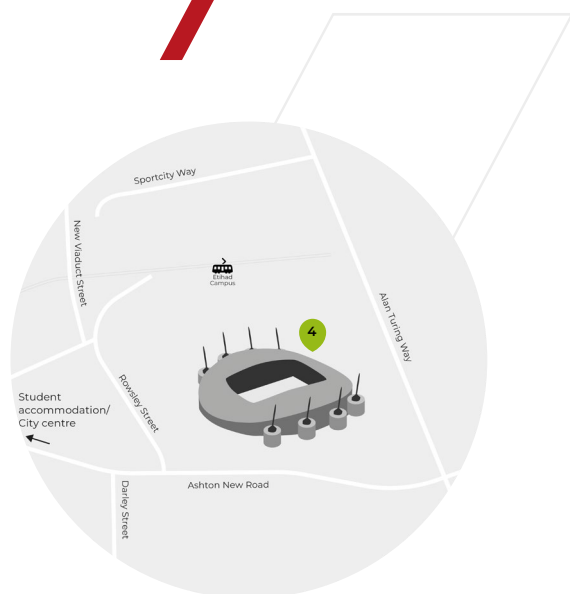 Sportcity Way
New Viaduct Street
Etihad
Campus
4
Alan Turing Way
Rowsley Street
Student
accommodation/
City centre
Ashton New Road
Darley Street